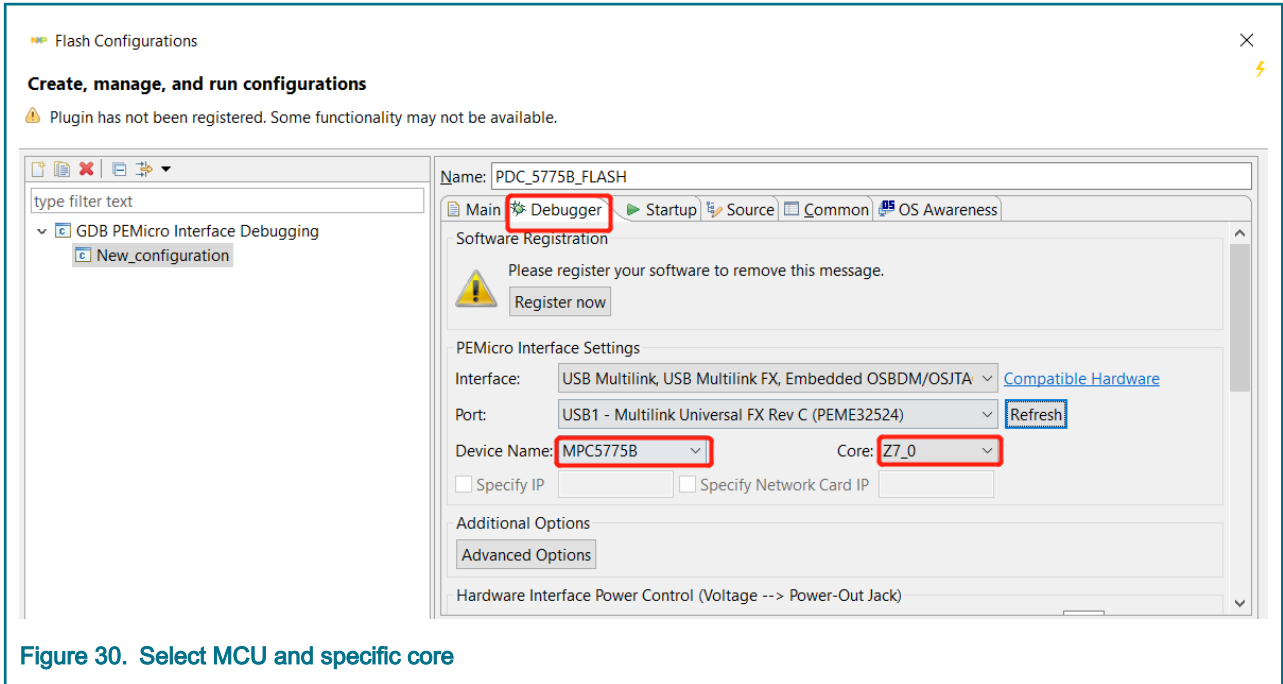 NXP Flash Configurations
Create, manage, and run configurations
Plugin has not been registered. Some functionality may not be available.
type filter text
GDB PEMicro Interface Debugging
New_configuration
Name: PDC_5775B_FLASH
Main Debugger Startup Source Common OS Awareness
Software Registration
Please register your software to remove this message.
Register now
PEMicro Interface Settings
Interface: USB Multilink, USB Multilink FX, Embedded OSBDM/OSJTA Compatible Hardware
Port: USB1 - Multilink Universal FX Rev C (PEME32524) Refresh
Device Name: MPC5775B Core: Z7_0
Specify IP Specify Network Card IP
Additional Options
Advanced Options
Hardware Interface Power Control (Voltage --> Power-Out Jack)
Figure 30. Select MCU and specific core